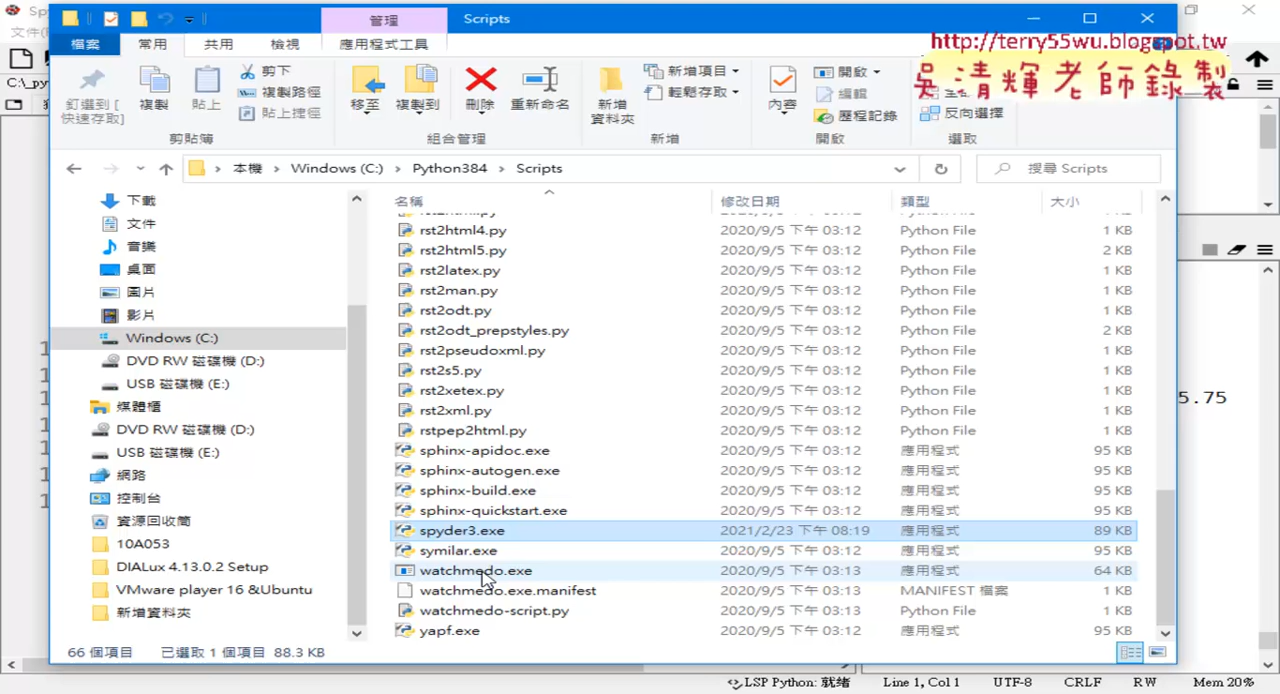 Sp
管理
Scripts
文件(
檔案
常用
共用
檢視
應用程式工具
http://terry55wu.blogspot.tw
吳清輝老師錄製
C:\_py
釘選到 [
快速存取]
複製
貼上
剪下
複製路徑
貼上捷徑
剪貼簿
移至
複製到
刪除
重新命名
組合管理
新增
資料夾
新增項目
輕鬆存取
新增
內容
開啟
編輯
歷程記錄
開啟
反向選擇
選取
本機 > Windows (C:) > Python384 > Scripts
搜尋 Scripts
下載
文件
音樂
桌面
圖片
影片
Windows (C:)
DVD RW 磁碟機 (D:)
USB 磁碟機 (E:)
媒體櫃
DVD RW 磁碟機 (D:)
USB 磁碟機 (E:)
網路
控制台
資源回收筒
10A053
DIALux 4.13.0.2 Setup
VMware player 16 &Ubuntu
新增資料夾
名稱 修改日期 類型 大小
rst2html4.py 2020/9/5 下午 03:12 Python File 1 KB
rst2html5.py 2020/9/5 下午 03:12 Python File 2 KB
rst2latex.py 2020/9/5 下午 03:12 Python File 1 KB
rst2man.py 2020/9/5 下午 03:12 Python File 1 KB
rst2odt.py 2020/9/5 下午 03:12 Python File 1 KB
rst2odt_prepstyles.py 2020/9/5 下午 03:12 Python File 2 KB
rst2pseudoxml.py 2020/9/5 下午 03:12 Python File 1 KB
rst2s5.py 2020/9/5 下午 03:12 Python File 1 KB
rst2xetex.py 2020/9/5 下午 03:12 Python File 1 KB
rst2xml.py 2020/9/5 下午 03:12 Python File 1 KB
rstpep2html.py 2020/9/5 下午 03:12 Python File 1 KB
sphinx-apidoc.exe 2020/9/5 下午 03:12 應用程式 95 KB
sphinx-autogen.exe 2020/9/5 下午 03:12 應用程式 95 KB
sphinx-build.exe 2020/9/5 下午 03:12 應用程式 95 KB
sphinx-quickstart.exe 2020/9/5 下午 03:12 應用程式 95 KB
spyder3.exe 2021/2/23 下午 08:19 應用程式 89 KB
symilar.exe 2020/9/5 下午 03:12 應用程式 95 KB
watchmedo.exe 2020/9/5 下午 03:13 應用程式 64 KB
watchmedo.exe.manifest 2020/9/5 下午 03:13 MANIFEST 檔案 1 KB
watchmedo-script.py 2020/9/5 下午 03:13 Python File 1 KB
yapf.exe 2020/9/5 下午 03:12 應用程式 95 KB
5.75
66 個項目 已選取 1 個項目 88.3 KB
LSP Python: 就绪 Line 1, Col 1 UTF-8 CRLF RW Mem 20%